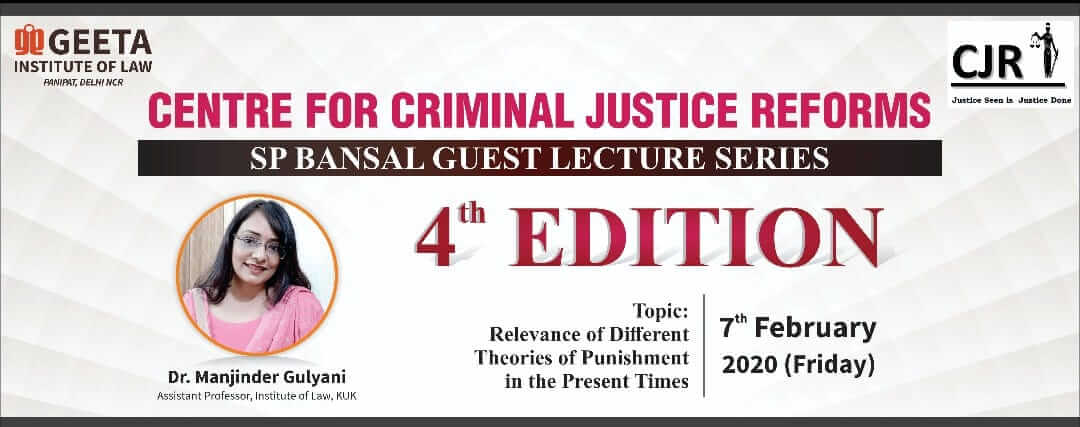 GEETA
INSTITUTE OF LAW
PANIPAT, DELHI NCR
CJR
Justice Seen is Justice Done
CENTRE FOR CRIMINAL JUSTICE REFORMS
SP BANSAL GUEST LECTURE SERIES
4th EDITION
Topic:
Relevance of Different
Theories of Punishment
in the Present Times
7th February
2020 (Friday)
Dr. Manjinder Gulyani
Assistant Professor, Institute of Law, KUK